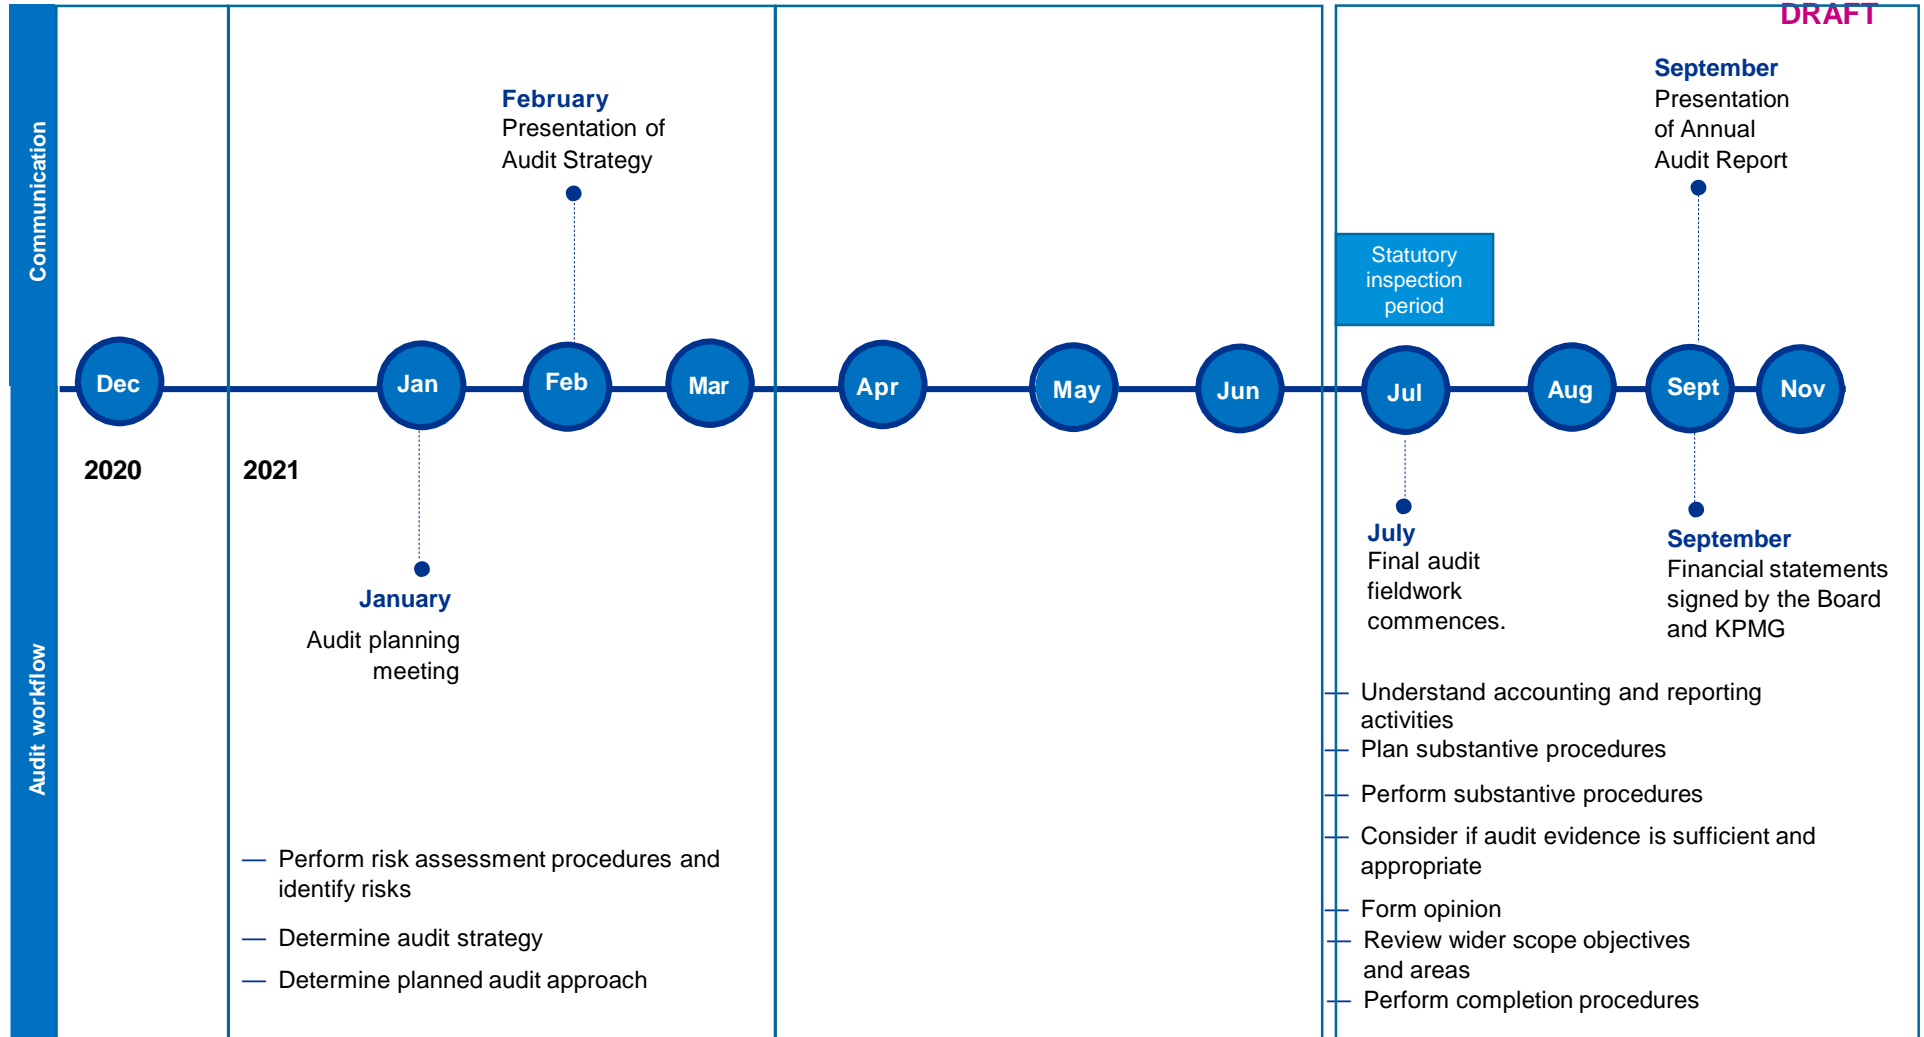 DRAFT
Communication
February
Presentation of
Audit Strategy
September
Presentation
of Annual
Audit Report
Statutory
inspection
period
Dec
Jan
Feb
Mar
Apr
May
Jun
Jul
Aug
Sept
Nov
2020
2021
Audit workflow
January
Audit planning
meeting
July
Final audit
fieldwork
commences.
September
Financial statements
signed by the Board
and KPMG
— Perform risk assessment procedures and
identify risks
— Determine audit strategy
— Determine planned audit approach
— Understand accounting and reporting
activities
— Plan substantive procedures
— Perform substantive procedures
— Consider if audit evidence is sufficient and
appropriate
— Form opinion
— Review wider scope objectives
and areas
— Perform completion procedures